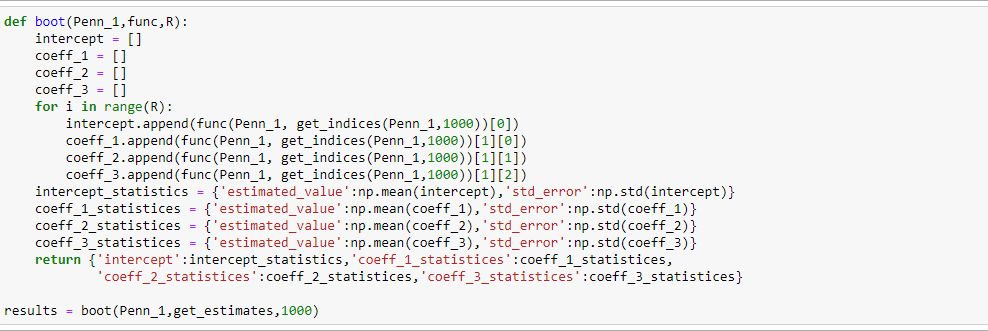 def boot(Penn_1,func,R):
    intercept = []
    coeff_1 = []
    coeff_2 = []
    coeff_3 = []
    for i in range(R):
        intercept.append(func(Penn_1, get_indices(Penn_1,1000))[0])
        coeff_1.append(func(Penn_1, get_indices(Penn_1,1000))[1][0])
        coeff_2.append(func(Penn_1, get_indices(Penn_1,1000))[1][1])
        coeff_3.append(func(Penn_1, get_indices(Penn_1,1000))[1][2])
    intercept_statistics = {'estimated_value':np.mean(intercept),'std_error':np.std(intercept)}
    coeff_1_statistices = {'estimated_value':np.mean(coeff_1),'std_error':np.std(coeff_1)}
    coeff_2_statistices = {'estimated_value':np.mean(coeff_2),'std_error':np.std(coeff_2)}
    coeff_3_statistices = {'estimated_value':np.mean(coeff_3),'std_error':np.std(coeff_3)}
    return {'intercept':intercept_statistics,'coeff_1_statistices':coeff_1_statistices,
            'coeff_2_statistices':coeff_2_statistices,'coeff_3_statistices':coeff_3_statistices}
results = boot(Penn_1,get_estimates,1000)